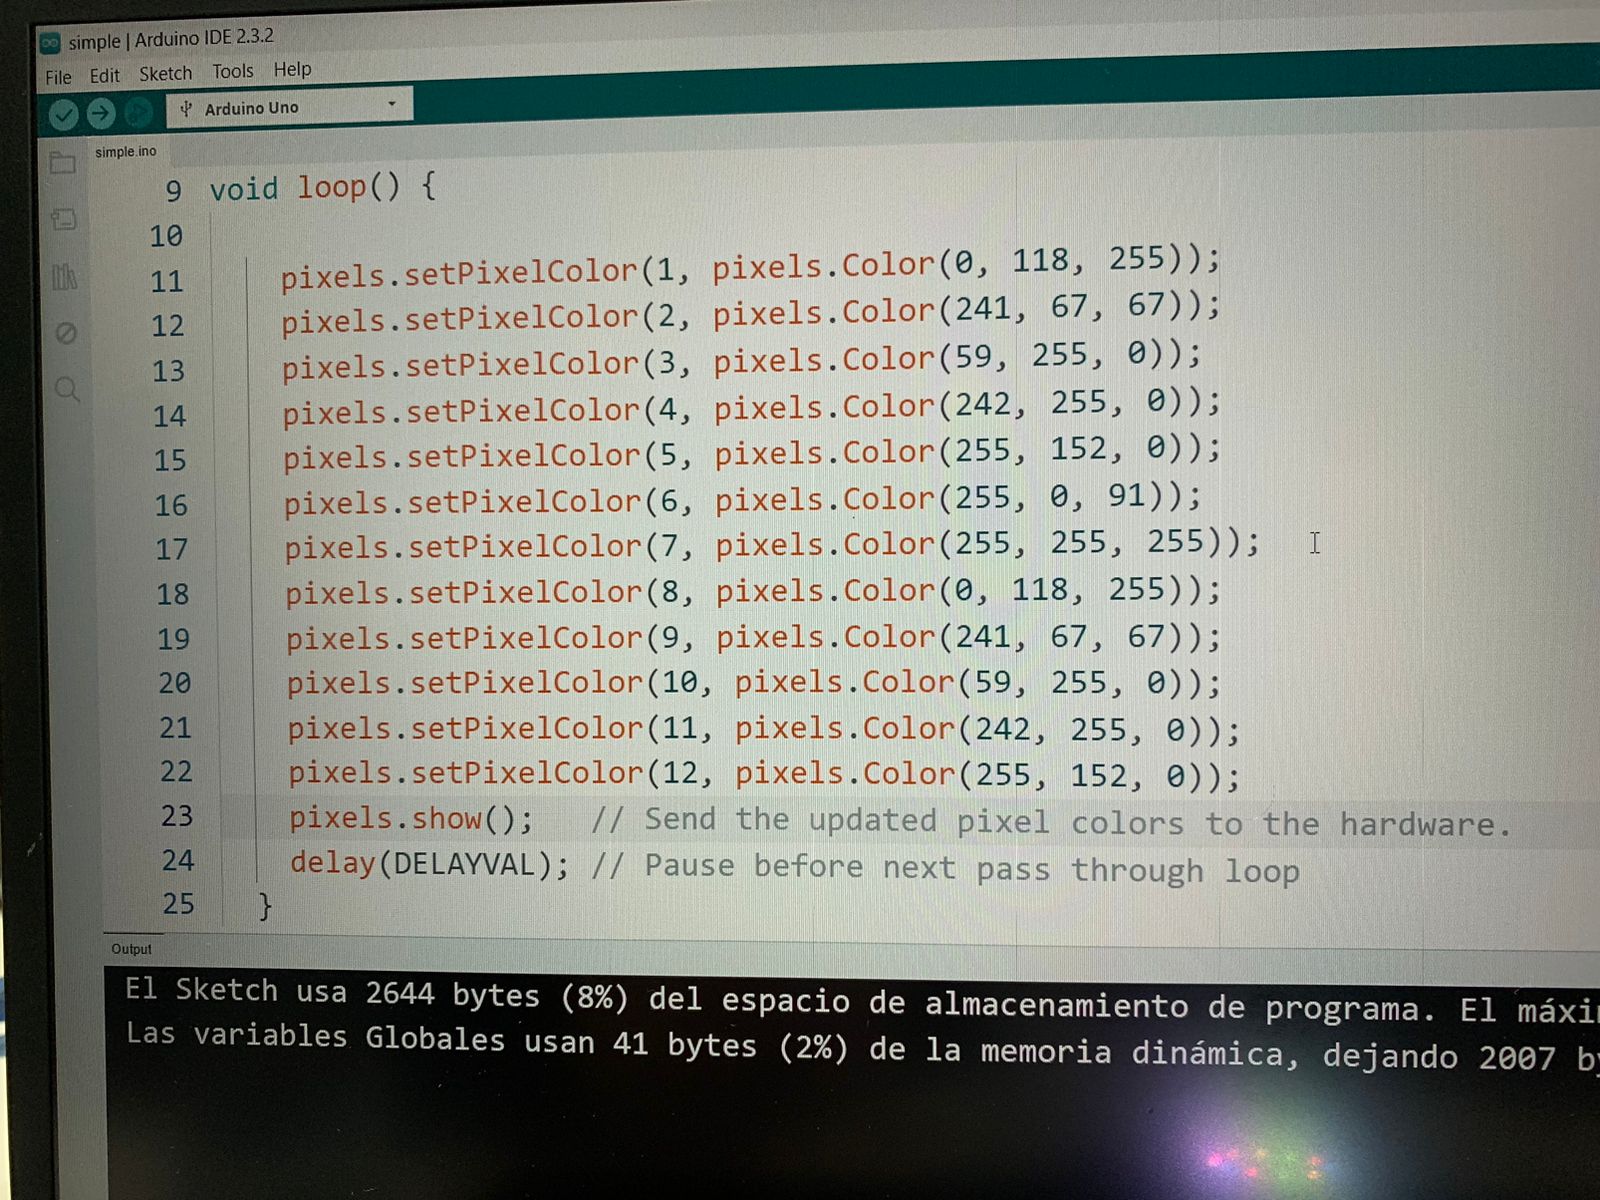 simple | Arduino IDE 2.3.2
File Edit Sketch Tools Help
Arduino Uno
simple.ino
9 void loop() {
10
11 pixels.setPixelColor(1, pixels.Color(0, 118, 255));
12 pixels.setPixelColor(2, pixels.Color(241, 67, 67));
13 pixels.setPixelColor(3, pixels.Color(59, 255, 0));
14 pixels.setPixelColor(4, pixels.Color(242, 255, 0));
15 pixels.setPixelColor(5, pixels.Color(255, 152, 0));
16 pixels.setPixelColor(6, pixels.Color(255, 0, 91));
17 pixels.setPixelColor(7, pixels.Color(255, 255, 255));
18 pixels.setPixelColor(8, pixels.Color(0, 118, 255));
19 pixels.setPixelColor(9, pixels.Color(241, 67, 67));
20 pixels.setPixelColor(10, pixels.Color(59, 255, 0));
21 pixels.setPixelColor(11, pixels.Color(242, 255, 0));
22 pixels.setPixelColor(12, pixels.Color(255, 152, 0));
23 pixels.show(); // Send the updated pixel colors to the hardware.
24 delay(DELAYVAL); // Pause before next pass through loop
25 }
Output
El Sketch usa 2644 bytes (8%) del espacio de almacenamiento de programa. El
Las variables Globales usan 41 bytes (2%) de la memoria dinámica, dejando 2007